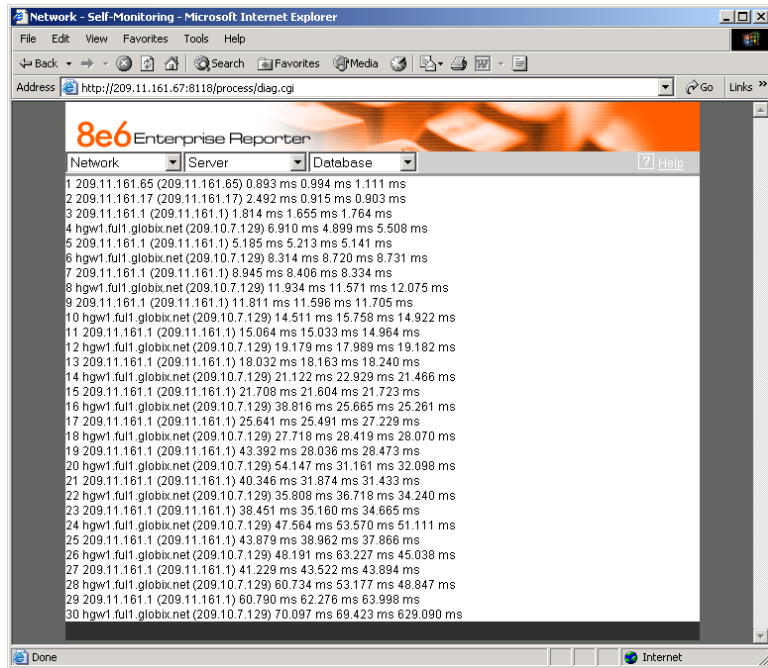 Network - Self-Monitoring - Microsoft Internet Explorer
File Edit View Favorites Tools Help
Back Search Favorites Media
Address http://209.11.161.67:8118/process/diag.cgi Go Links »
8e6 Enterprise Reporter
Network Server Database ? Help
1 209.11.161.65 (209.11.161.65) 0.893 ms 0.994 ms 1.111 ms
2 209.11.161.17 (209.11.161.17) 2.492 ms 0.915 ms 0.903 ms
3 209.11.161.1 (209.11.161.1) 1.814 ms 1.655 ms 1.764 ms
4 hgw1.ful1.globix.net (209.10.7.129) 6.910 ms 4.899 ms 5.508 ms
5 209.11.161.1 (209.11.161.1) 5.185 ms 5.213 ms 5.141 ms
6 hgw1.ful1.globix.net (209.10.7.129) 8.314 ms 8.720 ms 8.731 ms
7 209.11.161.1 (209.11.161.1) 8.945 ms 8.406 ms 8.334 ms
8 hgw1.ful1.globix.net (209.10.7.129) 11.934 ms 11.571 ms 12.075 ms
9 209.11.161.1 (209.11.161.1) 11.811 ms 11.596 ms 11.705 ms
10 hgw1.ful1.globix.net (209.10.7.129) 14.511 ms 15.758 ms 14.922 ms
11 209.11.161.1 (209.11.161.1) 15.064 ms 15.033 ms 14.964 ms
12 hgw1.ful1.globix.net (209.10.7.129) 19.179 ms 17.989 ms 19.182 ms
13 209.11.161.1 (209.11.161.1) 18.032 ms 18.163 ms 18.240 ms
14 hgw1.ful1.globix.net (209.10.7.129) 21.122 ms 22.929 ms 21.466 ms
15 209.11.161.1 (209.11.161.1) 21.708 ms 21.604 ms 21.723 ms
16 hgw1.ful1.globix.net (209.10.7.129) 38.816 ms 25.665 ms 25.261 ms
17 209.11.161.1 (209.11.161.1) 25.641 ms 25.491 ms 27.229 ms
18 hgw1.ful1.globix.net (209.10.7.129) 27.718 ms 28.419 ms 28.070 ms
19 209.11.161.1 (209.11.161.1) 43.392 ms 28.036 ms 28.473 ms
20 hgw1.ful1.globix.net (209.10.7.129) 54.147 ms 31.161 ms 32.098 ms
21 209.11.161.1 (209.11.161.1) 40.346 ms 31.874 ms 31.433 ms
22 hgw1.ful1.globix.net (209.10.7.129) 35.808 ms 36.718 ms 34.240 ms
23 209.11.161.1 (209.11.161.1) 38.451 ms 35.160 ms 34.665 ms
24 hgw1.ful1.globix.net (209.10.7.129) 47.564 ms 53.570 ms 51.111 ms
25 209.11.161.1 (209.11.161.1) 43.879 ms 38.962 ms 37.866 ms
26 hgw1.ful1.globix.net (209.10.7.129) 48.191 ms 63.227 ms 45.038 ms
27 209.11.161.1 (209.11.161.1) 41.229 ms 43.522 ms 43.894 ms
28 hgw1.ful1.globix.net (209.10.7.129) 60.734 ms 53.177 ms 48.847 ms
29 209.11.161.1 (209.11.161.1) 60.790 ms 62.276 ms 63.998 ms
30 hgw1.ful1.globix.net (209.10.7.129) 70.097 ms 69.423 ms 629.090 ms
Done Internet